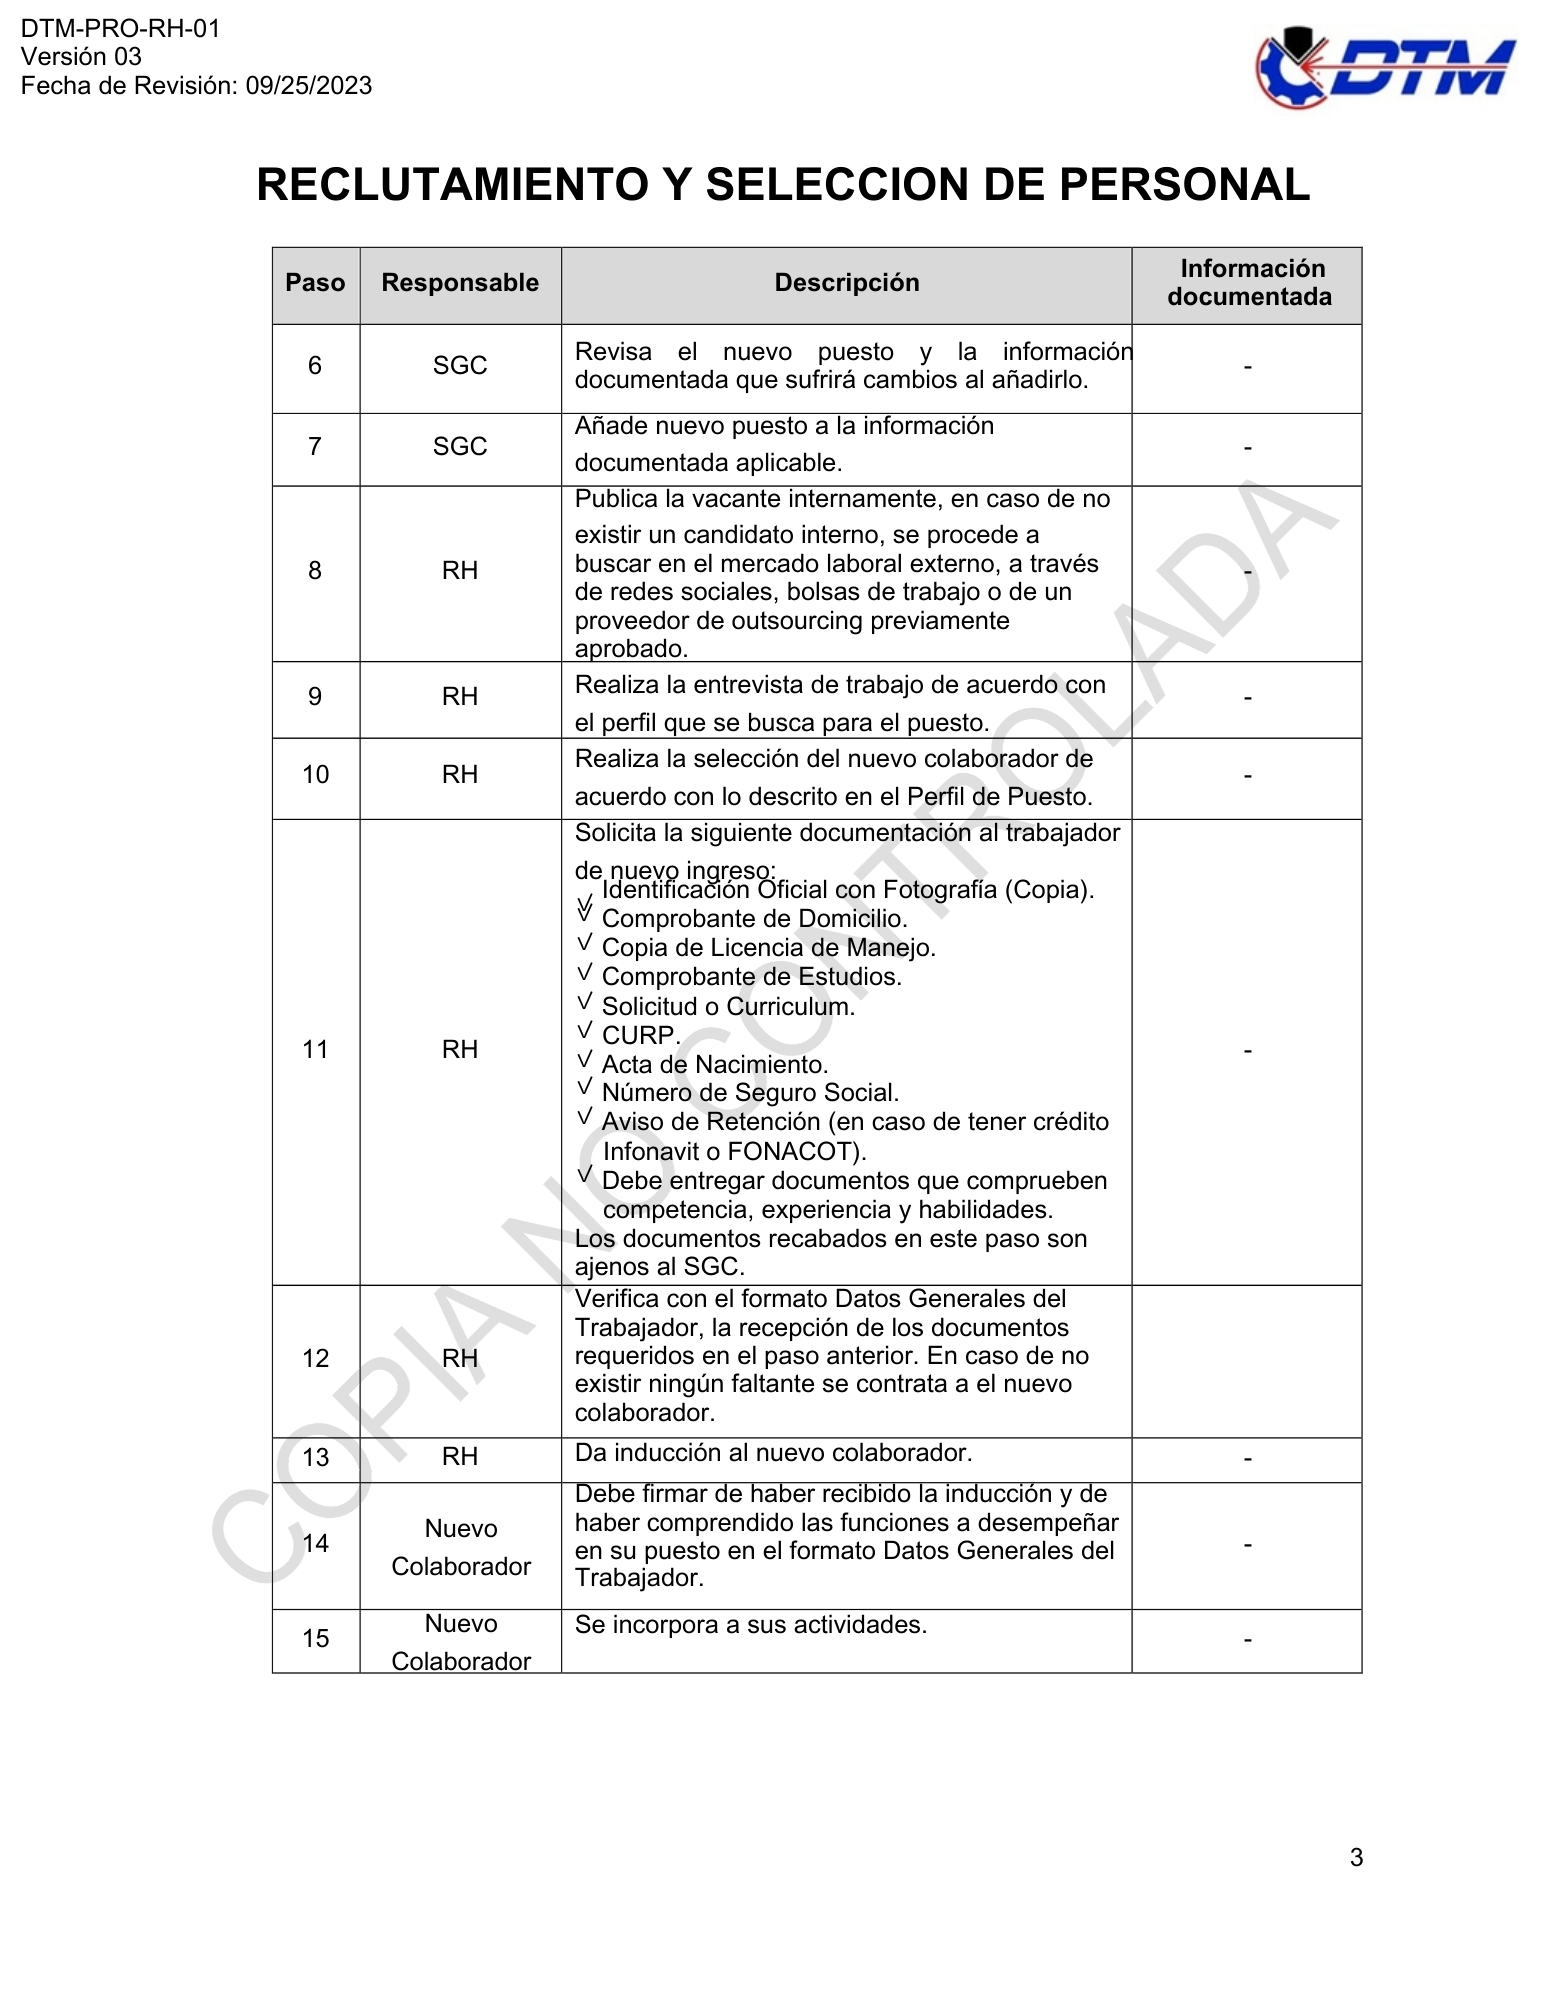 DTM-PRO-RH-01
Versión 03
Fecha de Revisión: 09/25/2023
DTM
RECLUTAMIENTO Y SELECCION DE PERSONAL
Paso Responsable Descripción Información documentada
6 SGC Revisa el nuevo puesto y la información
documentada que sufrirá cambios al añadirlo. -
7 SGC Añade nuevo puesto a la información
documentada aplicable. -
8 RH Publica la vacante internamente, en caso de no
existir un candidato interno, se procede a
buscar en el mercado laboral externo, a través
de redes sociales, bolsas de trabajo o de un
proveedor de outsourcing previamente
aprobado. -
9 RH Realiza la entrevista de trabajo de acuerdo con
el perfil que se busca para el puesto. -
10 RH Realiza la selección del nuevo colaborador de
acuerdo con lo descrito en el Perfil de Puesto. -
11 RH Solicita la siguiente documentación al trabajador
de nuevo ingreso:
√ Identificación Oficial con Fotografía (Copia).
√ Comprobante de Domicilio.
√ Copia de Licencia de Manejo.
√ Comprobante de Estudios.
√ Solicitud o Curriculum.
√ CURP.
√ Acta de Nacimiento.
√ Número de Seguro Social.
√ Aviso de Retención (en caso de tener crédito
Infonavit o FONACOT).
√ Debe entregar documentos que comprueben
competencia, experiencia y habilidades.
Los documentos recabados en este paso son
ajenos al SGC. -
12 RH Verifica con el formato Datos Generales del
Trabajador, la recepción de los documentos
requeridos en el paso anterior. En caso de no
existir ningún faltante se contrata a el nuevo
colaborador.
13 RH Da inducción al nuevo colaborador. -
14 Nuevo Colaborador Debe firmar de haber recibido la inducción y de
haber comprendido las funciones a desempeñar
en su puesto en el formato Datos Generales del
Trabajador. -
15 Nuevo Colaborador Se incorpora a sus actividades. -
COPIA NO CONTROLADA
3